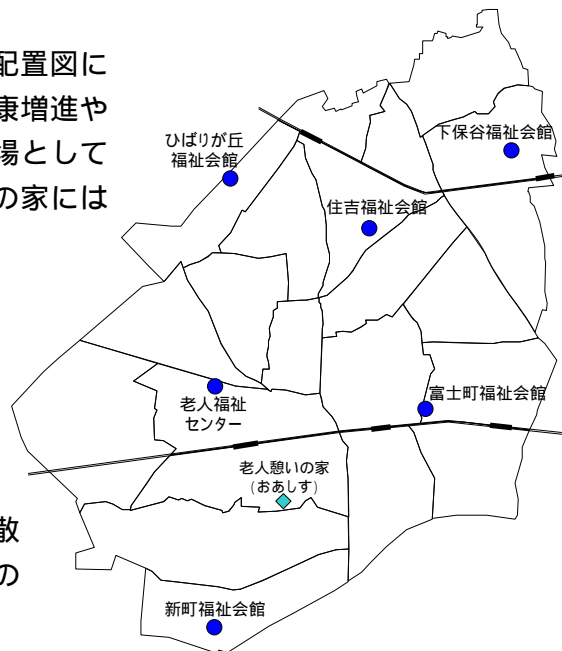 配置図に
康増進や
場として
の家には
散
の
ひばりが丘
福祉会館
下保谷福祉会館
住吉福祉会館
老人福祉
センター
富士町福祉会館
老人憩いの家
(おあしす)
新町福祉会館